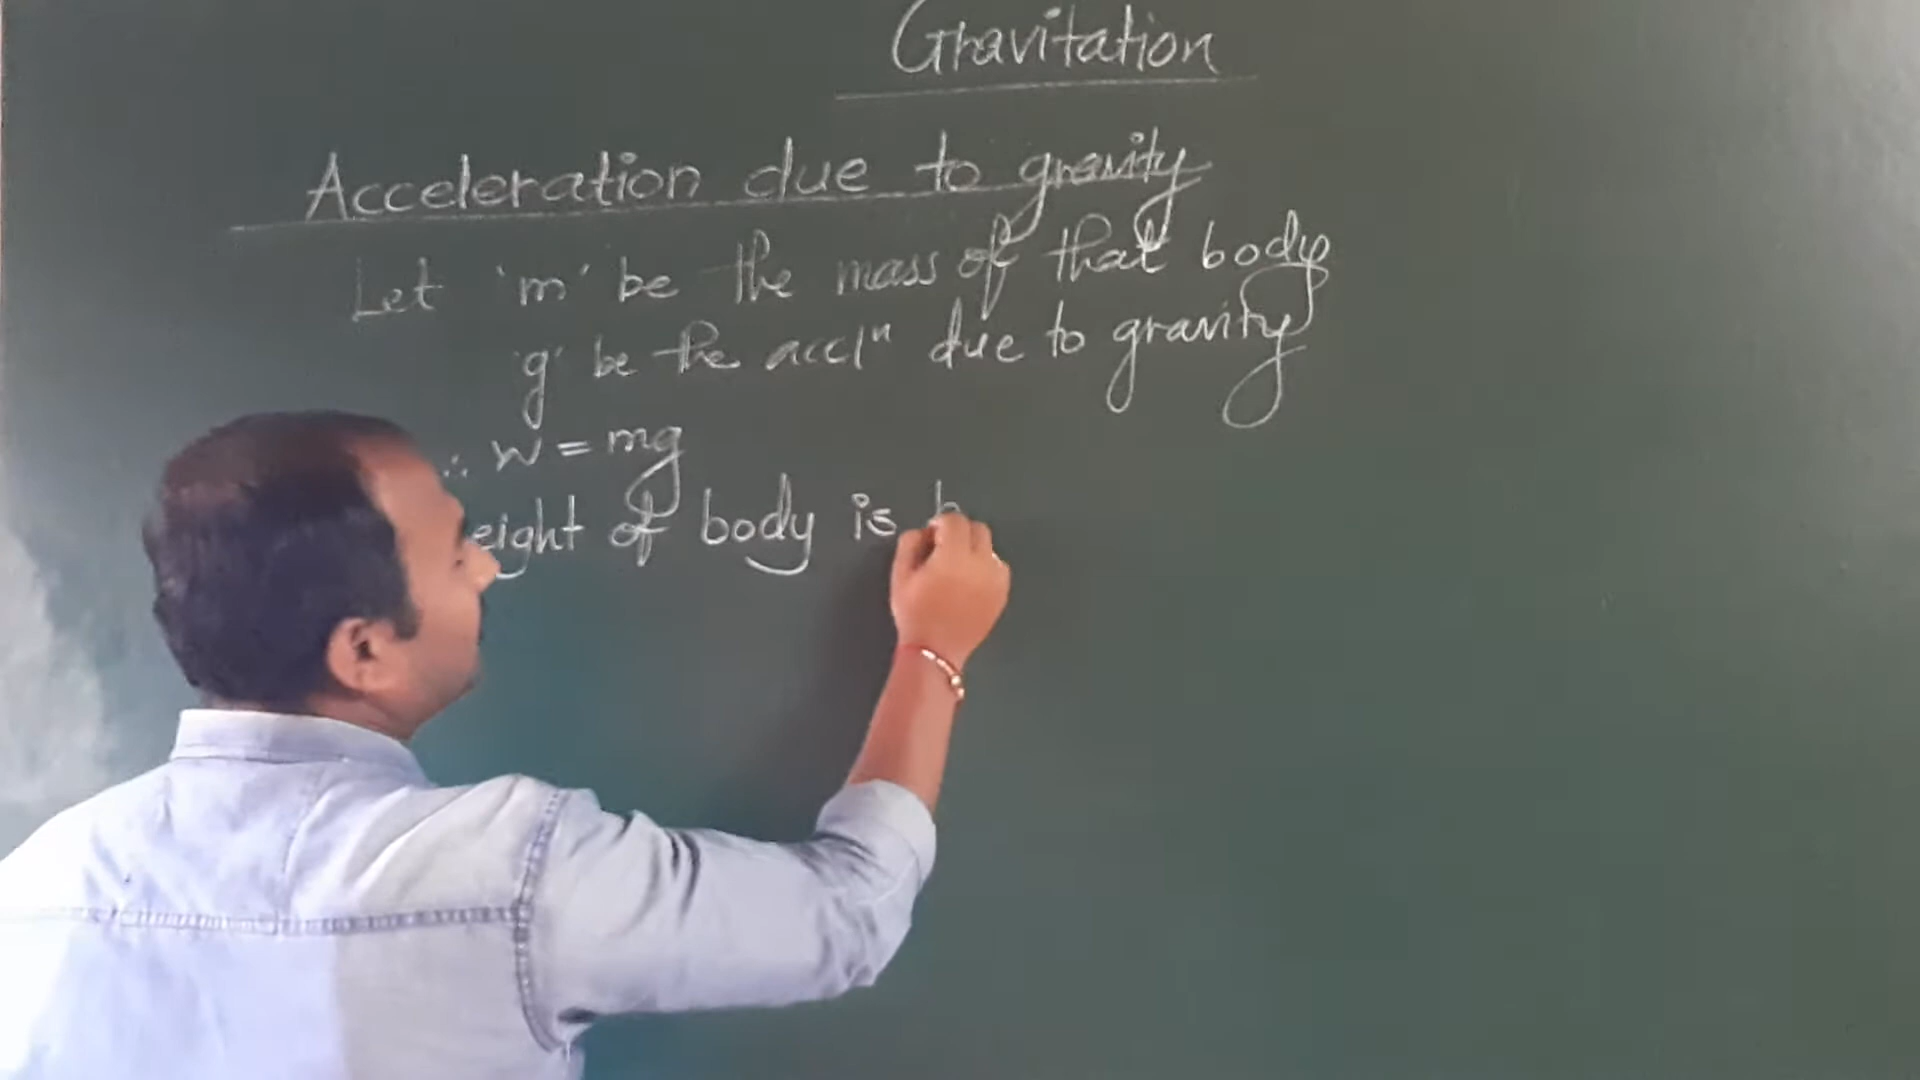 Gravitation
Acceleration due to gravity
Let 'm' be the mass of that body
'g' be the acclⁿ due to gravity
∴ W = mg
eight of body is b